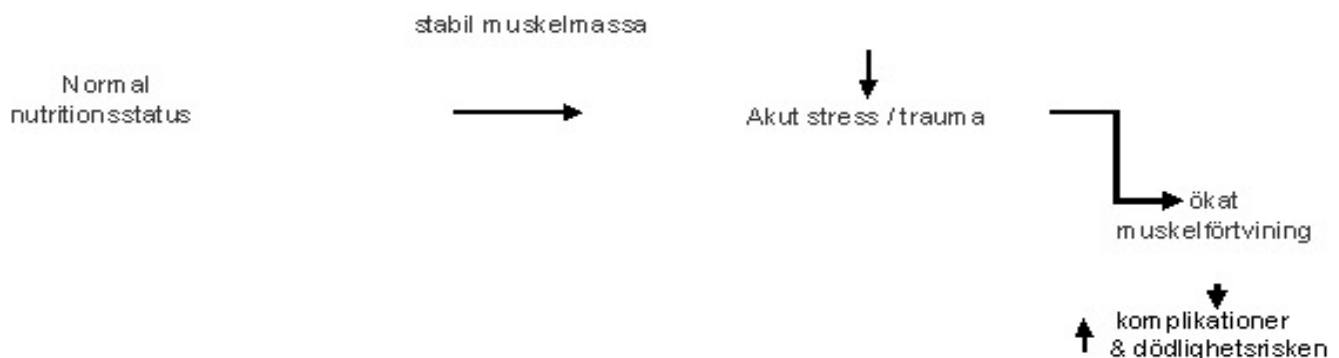 stabil muskelmassa
Normal
nutritionsstatus
Akut stress / trauma
ökat
muskelförtvining
komplikationer
& dödlighetsrisken